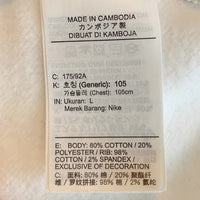 MADE IN CAMBODIA
カンボジア製
DIBUAT DI KAMBOJA
C: 175/92A
K: 호칭 (Generic): 105
가슴둘레 (Chest): 105cm
IN: Ukuran: L
Merek Barang: Nike
E: BODY: 80% COTTON / 20%
POLYESTER / RIB: 98%
COTTON / 2% SPANDEX /
EXCLUSIVE OF DECORATION
C: 面料: 80% 棉 / 20% 聚酯纤
维 / 罗纹拼接: 98% 棉 / 2% 氨纶